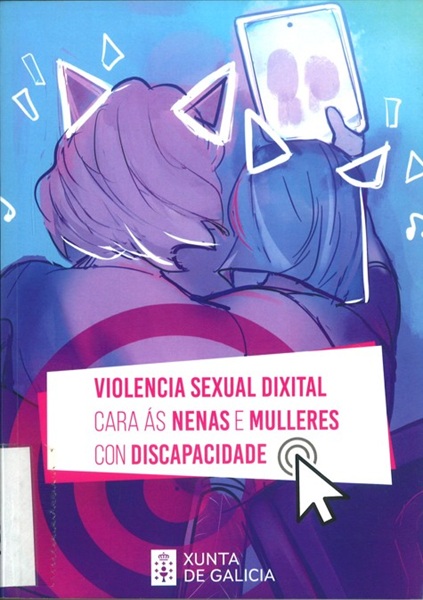 VIOLENCIA SEXUAL DIXITAL
CARA ÁS NENAS E MULLERES
CON DISCAPACIDADE
XUNTA
DE GALICIA